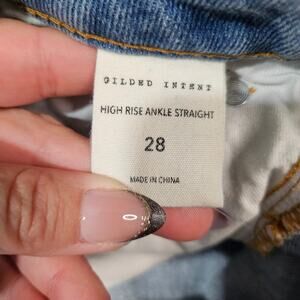 GILDED INTENT
HIGH RISE ANKLE STRAIGHT
28
MADE IN CHINA